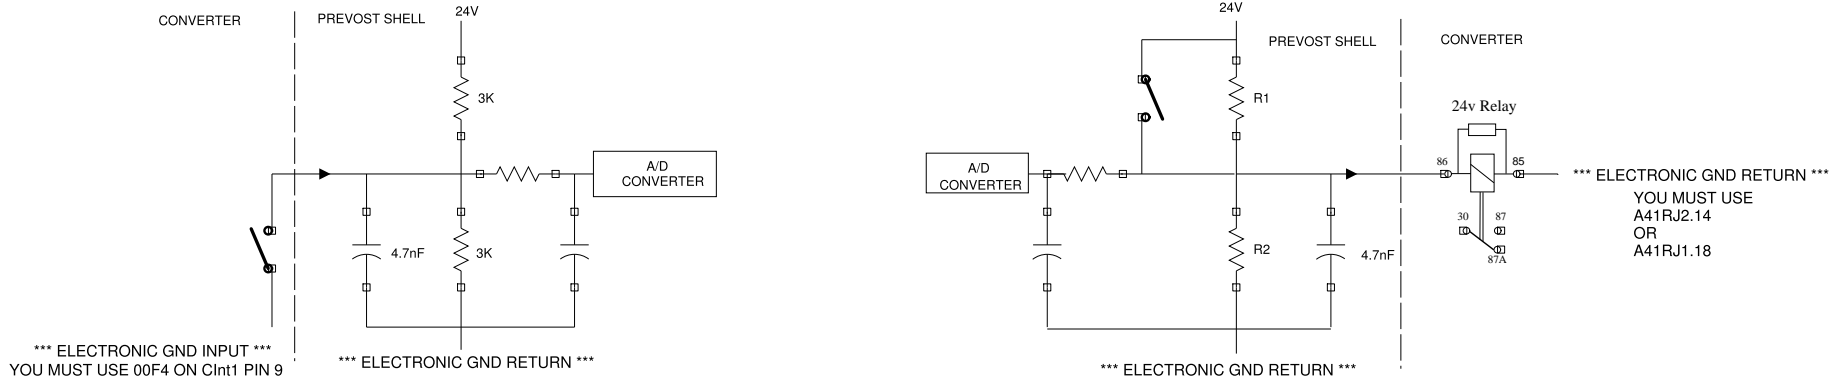 CONVERTER
PREVOST SHELL
24V
3K
A/D
CONVERTER
4.7nF
3K
*** ELECTRONIC GND INPUT ***
YOU MUST USE 00F4 ON CInt1 PIN 9
*** ELECTRONIC GND RETURN ***
24V
PREVOST SHELL
CONVERTER
R1
24v Relay
A/D
CONVERTER
86
85
*** ELECTRONIC GND RETURN ***
YOU MUST USE
A41RJ2.14
OR
A41RJ1.18
30
87
87A
R2
4.7nF
*** ELECTRONIC GND RETURN ***